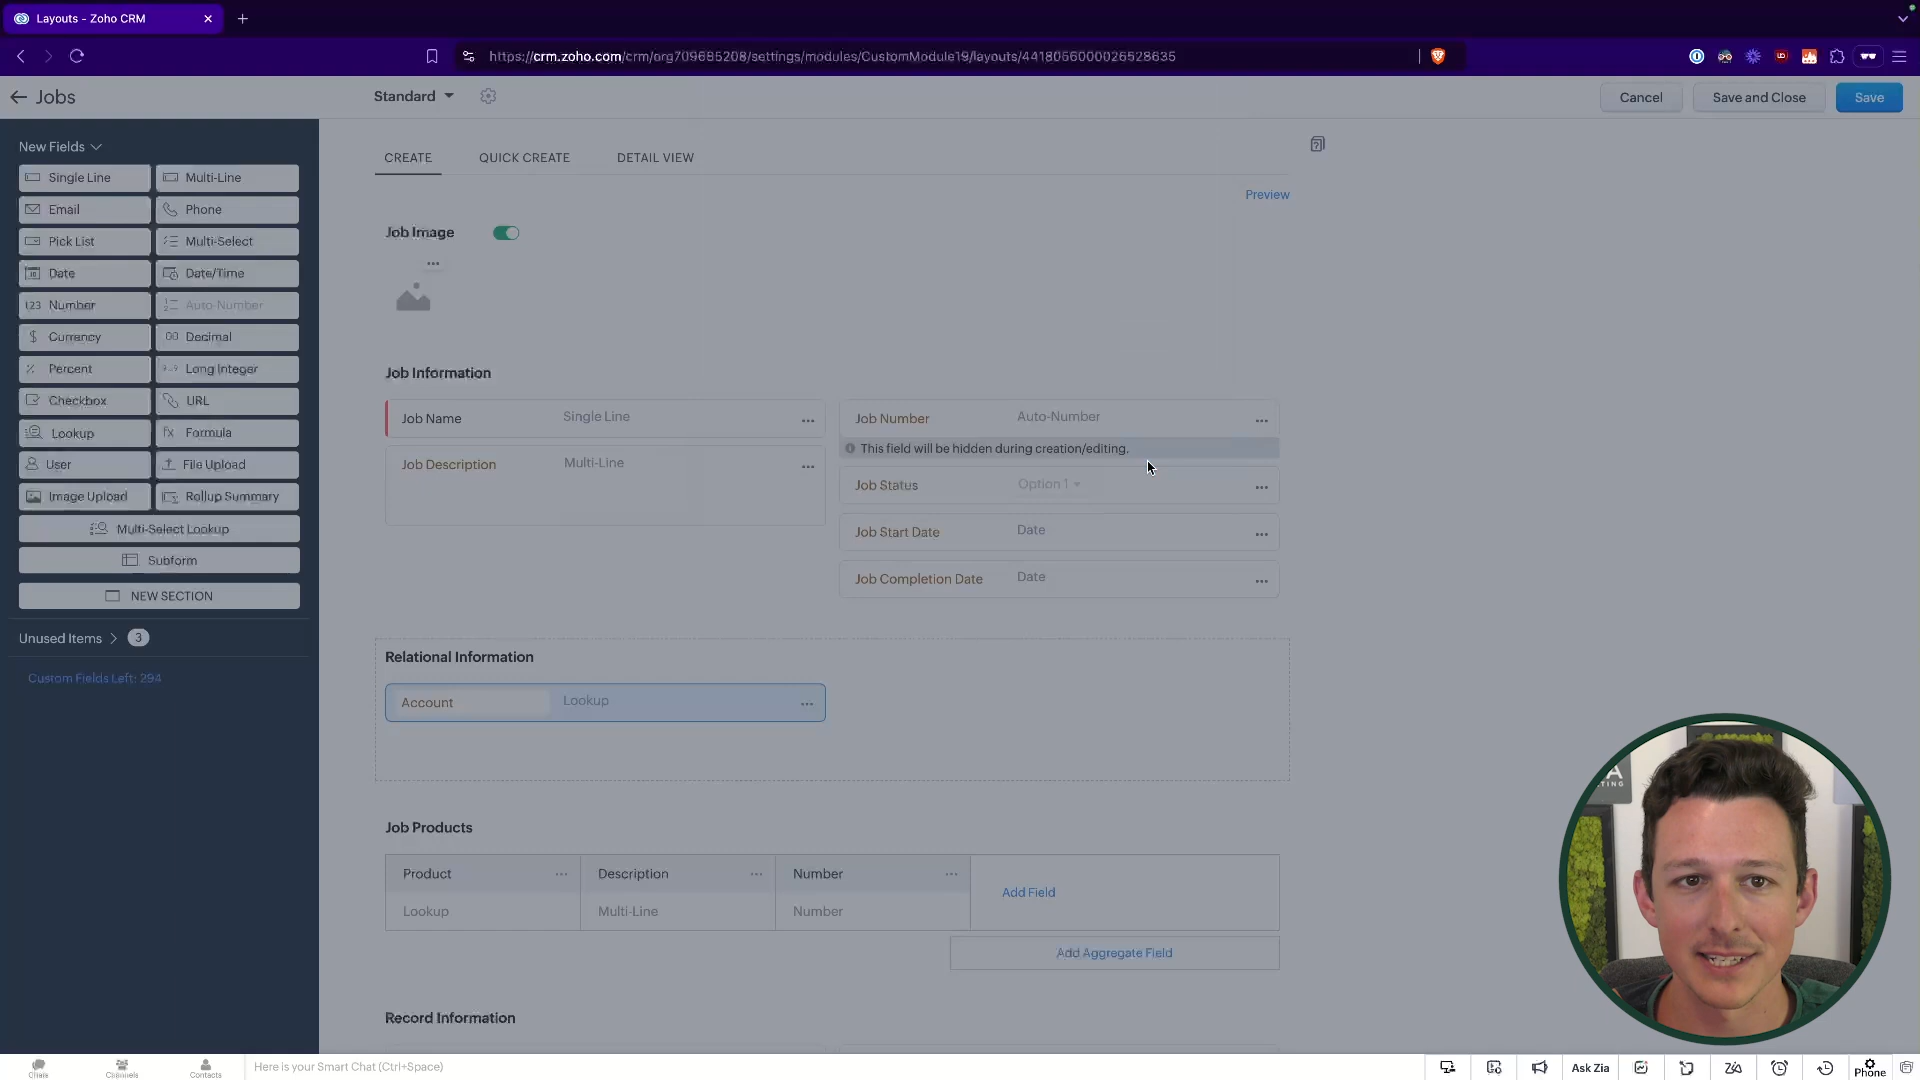 Layouts - Zoho CRM
https://crm.zoho.com/crm/org709685208/settings/modules/CustomModule19/layouts/4418056000026528635
Jobs
Standard
Cancel
Save and Close
Save
New Fields
Single Line
Multi-Line
Email
Phone
Pick List
Multi-Select
Date
Date/Time
Number
Auto-Number
Currency
Decimal
Percent
Long Integer
Checkbox
URL
Lookup
Formula
User
File Upload
Image Upload
Rollup Summary
Multi-Select Lookup
Subform
NEW SECTION
Unused Items
3
Custom Fields Left: 294
CREATE
QUICK CREATE
DETAIL VIEW
Preview
Job Image
Job Information
Job Name
Single Line
Job Number
Auto-Number
This field will be hidden during creation/editing.
Job Description
Multi-Line
Job Status
Option 1
Job Start Date
Date
Job Completion Date
Date
Relational Information
Account
Lookup
Job Products
Product
Description
Number
Add Field
Lookup
Multi-Line
Number
Add Aggregate Field
Record Information
Chats
Channels
Contacts
Here is your Smart Chat (Ctrl+Space)
Ask Zia
Phone